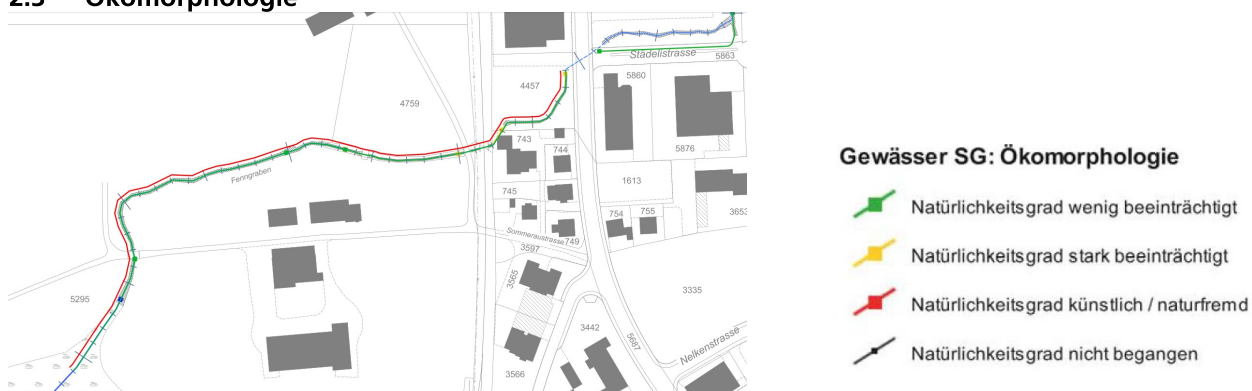 2.3 Ökomorphologie
Städelistrasse
5863
5860
4457
4759
5876
743
744
Fenngraben
1613
745
754
755
3653
Sommeraustrasse
749
3597
3565
5295
3335
3442
5687
Nelkenstrasse
3566
Gewässer SG: Ökomorphologie
Natürlichkeitsgrad wenig beeinträchtigt
Natürlichkeitsgrad stark beeinträchtigt
Natürlichkeitsgrad künstlich / naturfremd
Natürlichkeitsgrad nicht begangen